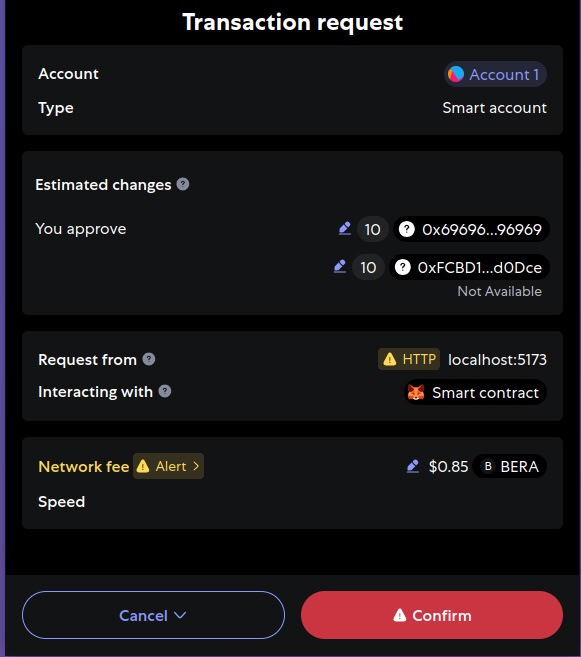 Transaction request
Account
Account 1
Type
Smart account
Estimated changes ?
You approve
10
? 0x69696...96969
10
? 0xFCBD1...d0Dce
Not Available
Request from ?
HTTP localhost:5173
Interacting with ?
Smart contract
Network fee Alert >
$0.85 B BERA
Speed
Cancel
Confirm